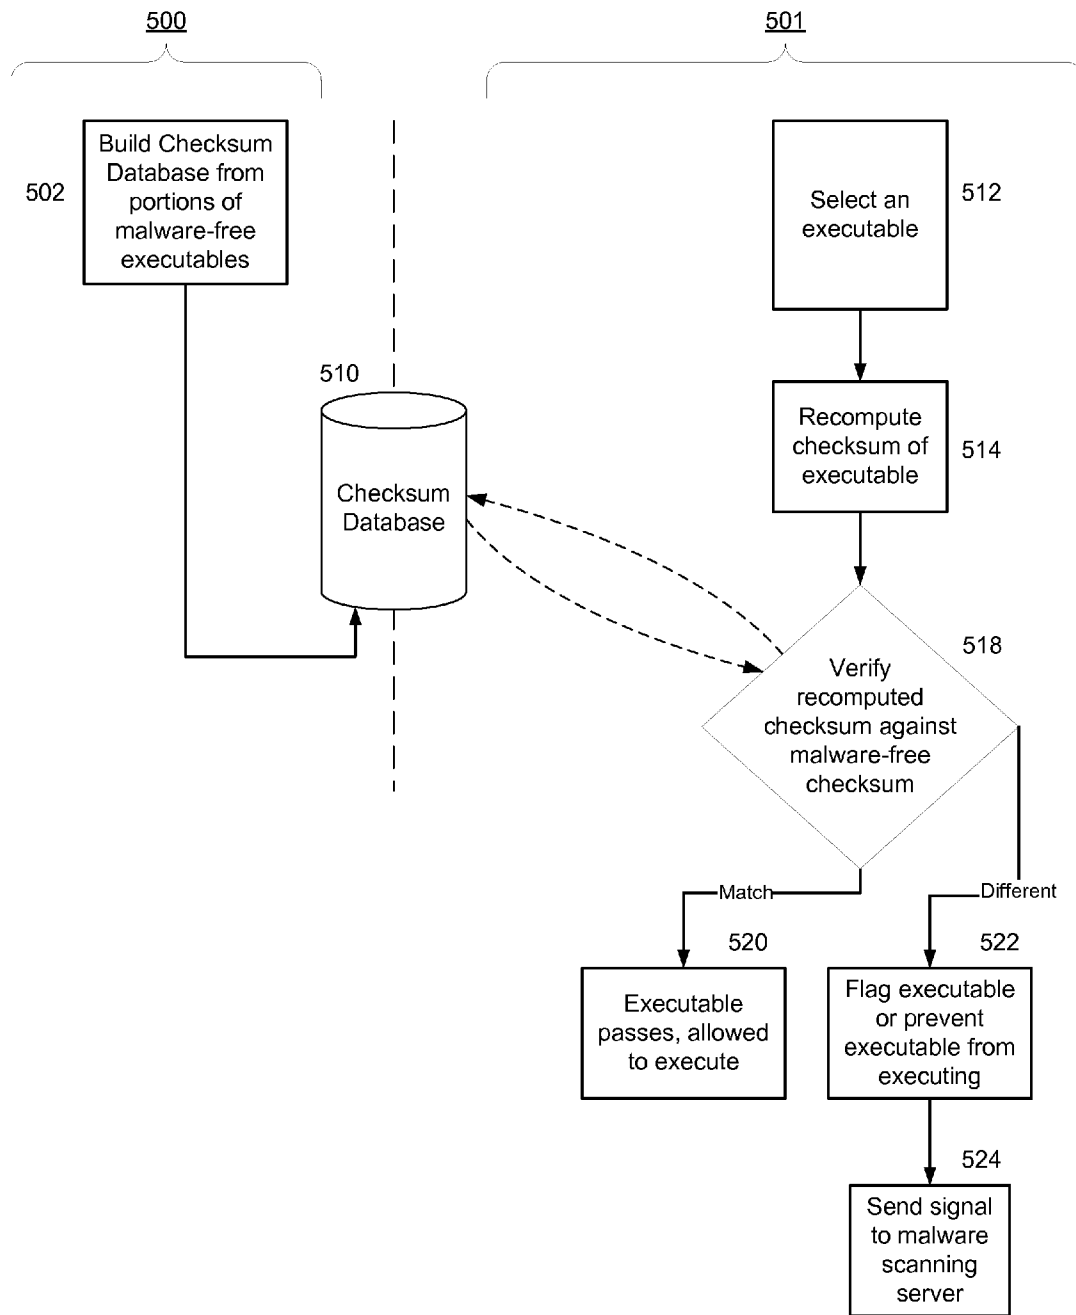 500
501
502
Build Checksum
Database from
portions of
malware-free
executables
512
Select an
executable
510
Checksum
Database
514
Recompute
checksum of
executable
518
Verify
recomputed
checksum against
malware-free
checksum
Match
Different
520
522
Executable
passes, allowed
to execute
Flag executable
or prevent
executable from
executing
524
Send signal
to malware
scanning
server